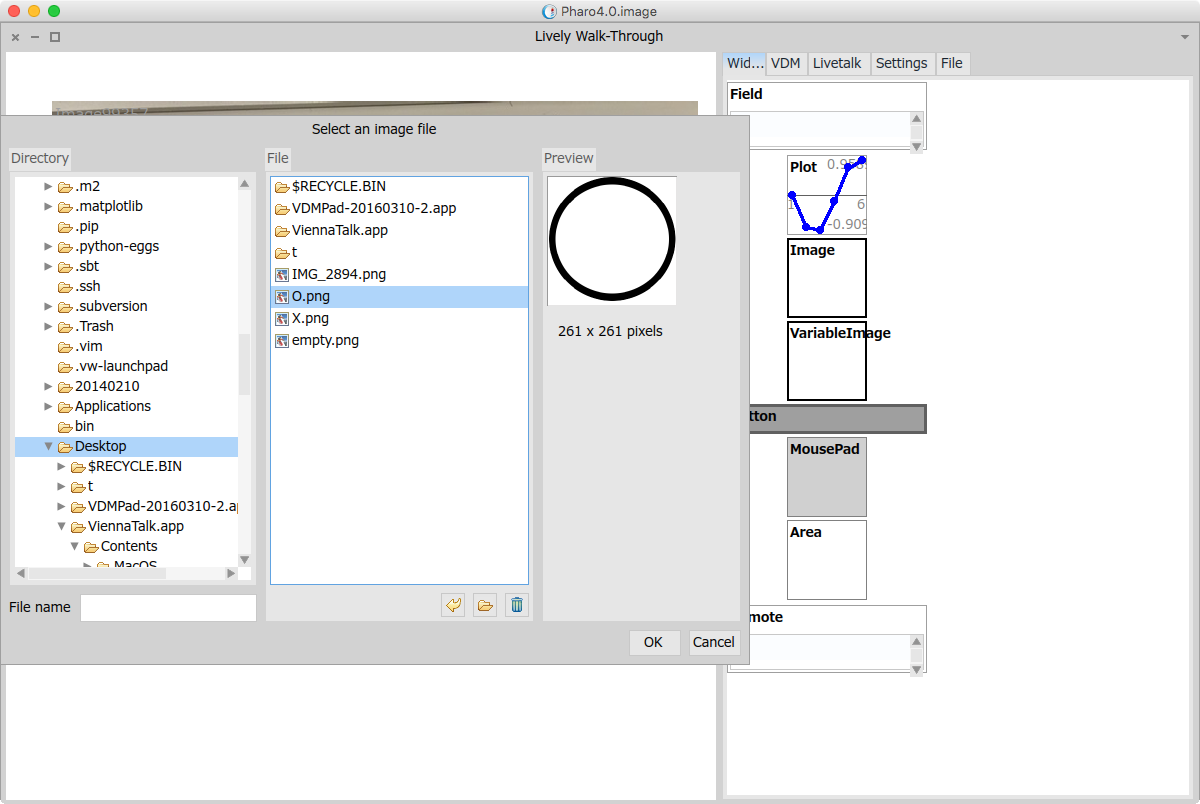 Pharo4.0.image
Lively Walk-Through
Wid... VDM Livetalk Settings File
Select an image file
Directory
.m2
.matplotlib
.pip
.python-eggs
.sbt
.ssh
.subversion
.Trash
.vim
.vw-launchpad
20140210
Applications
bin
Desktop
$RECYCLE.BIN
t
VDMPad-20160310-2.a
ViennaTalk.app
Contents
MacOS
File name
File
$RECYCLE.BIN
VDMPad-20160310-2.app
ViennaTalk.app
t
IMG_2894.png
O.png
X.png
empty.png
Preview
261 x 261 pixels
OK Cancel
Field
Plot
1 6
-0.909
Image
VariableImage
tton
MousePad
Area
mote